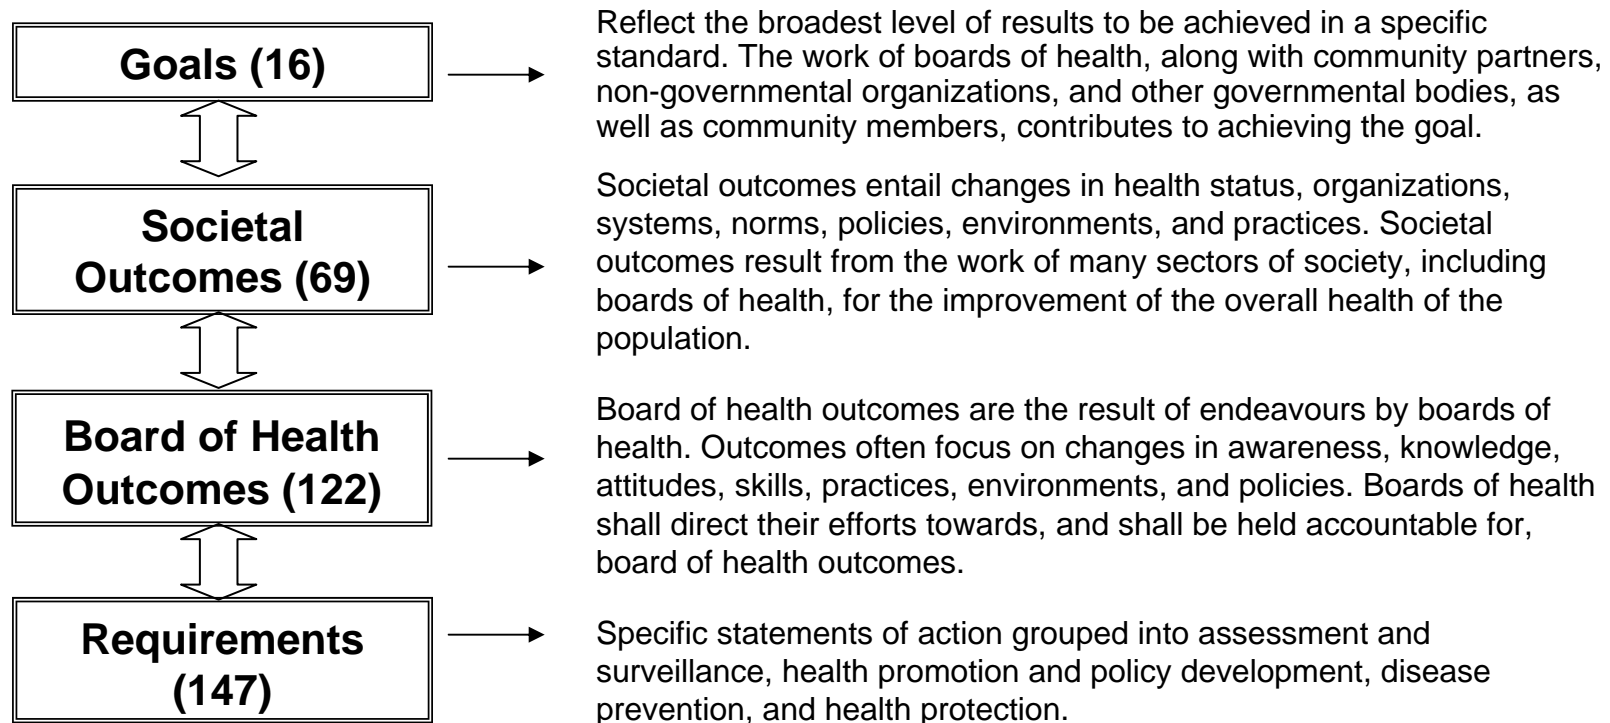 Goals (16)
Reflect the broadest level of results to be achieved in a specific
standard. The work of boards of health, along with community partners,
non-governmental organizations, and other governmental bodies, as
well as community members, contributes to achieving the goal.
Societal
Outcomes (69)
Societal outcomes entail changes in health status, organizations,
systems, norms, policies, environments, and practices. Societal
outcomes result from the work of many sectors of society, including
boards of health, for the improvement of the overall health of the
population.
Board of Health
Outcomes (122)
Board of health outcomes are the result of endeavours by boards of
health. Outcomes often focus on changes in awareness, knowledge,
attitudes, skills, practices, environments, and policies. Boards of health
shall direct their efforts towards, and shall be held accountable for,
board of health outcomes.
Requirements
(147)
Specific statements of action grouped into assessment and
surveillance, health promotion and policy development, disease
prevention, and health protection.